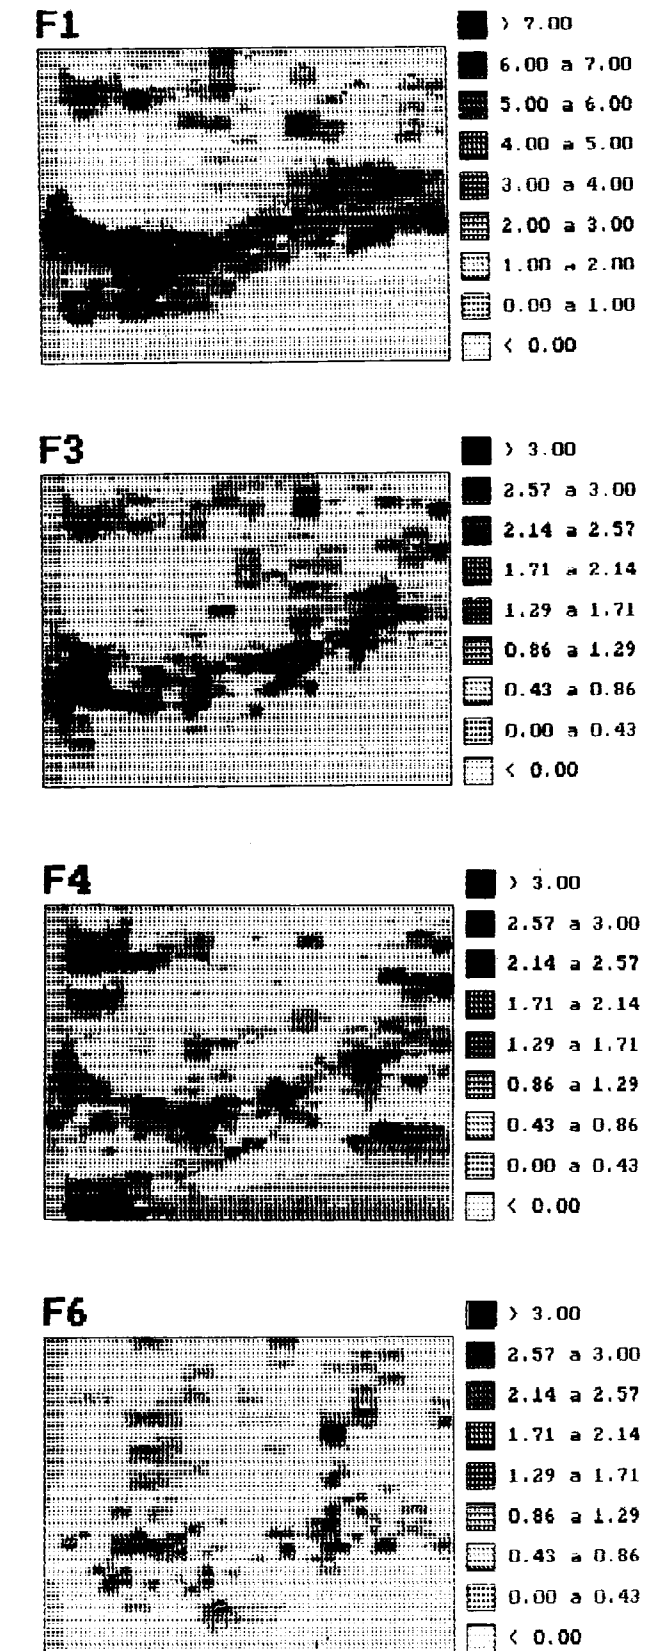 F1
> 7.00
6.00 a 7.00
5.00 a 6.00
4.00 a 5.00
3.00 a 4.00
2.00 a 3.00
1.00 a 2.00
0.00 a 1.00
< 0.00
F3
> 3.00
2.57 a 3.00
2.14 a 2.57
1.71 a 2.14
1.29 a 1.71
0.86 a 1.29
0.43 a 0.86
0.00 a 0.43
< 0.00
F4
> 3.00
2.57 a 3.00
2.14 a 2.57
1.71 a 2.14
1.29 a 1.71
0.86 a 1.29
0.43 a 0.86
0.00 a 0.43
< 0.00
F6
> 3.00
2.57 a 3.00
2.14 a 2.57
1.71 a 2.14
1.29 a 1.71
0.86 a 1.29
0.43 a 0.86
0.00 a 0.43
< 0.00